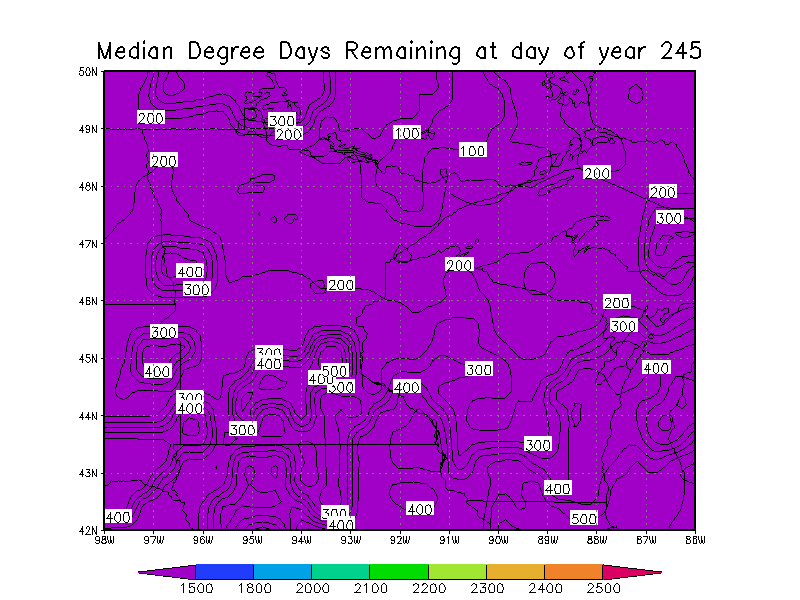 Median Degree Days Remaining at day of year 245
50N
200 300 200 100
49N
200 100
200
48N
200
300
47N
400 200
300 200
46N
200
300 300
45N
300 400 500 300 400
400 400 300 400
300
44N
400
300 300
43N
400
400 300 400 400 500
42N
98W 97W 96W 95W 94W 93W 92W 91W 90W 89W 88W 87W 86W
1500 1800 2000 2100 2200 2300 2400 2500